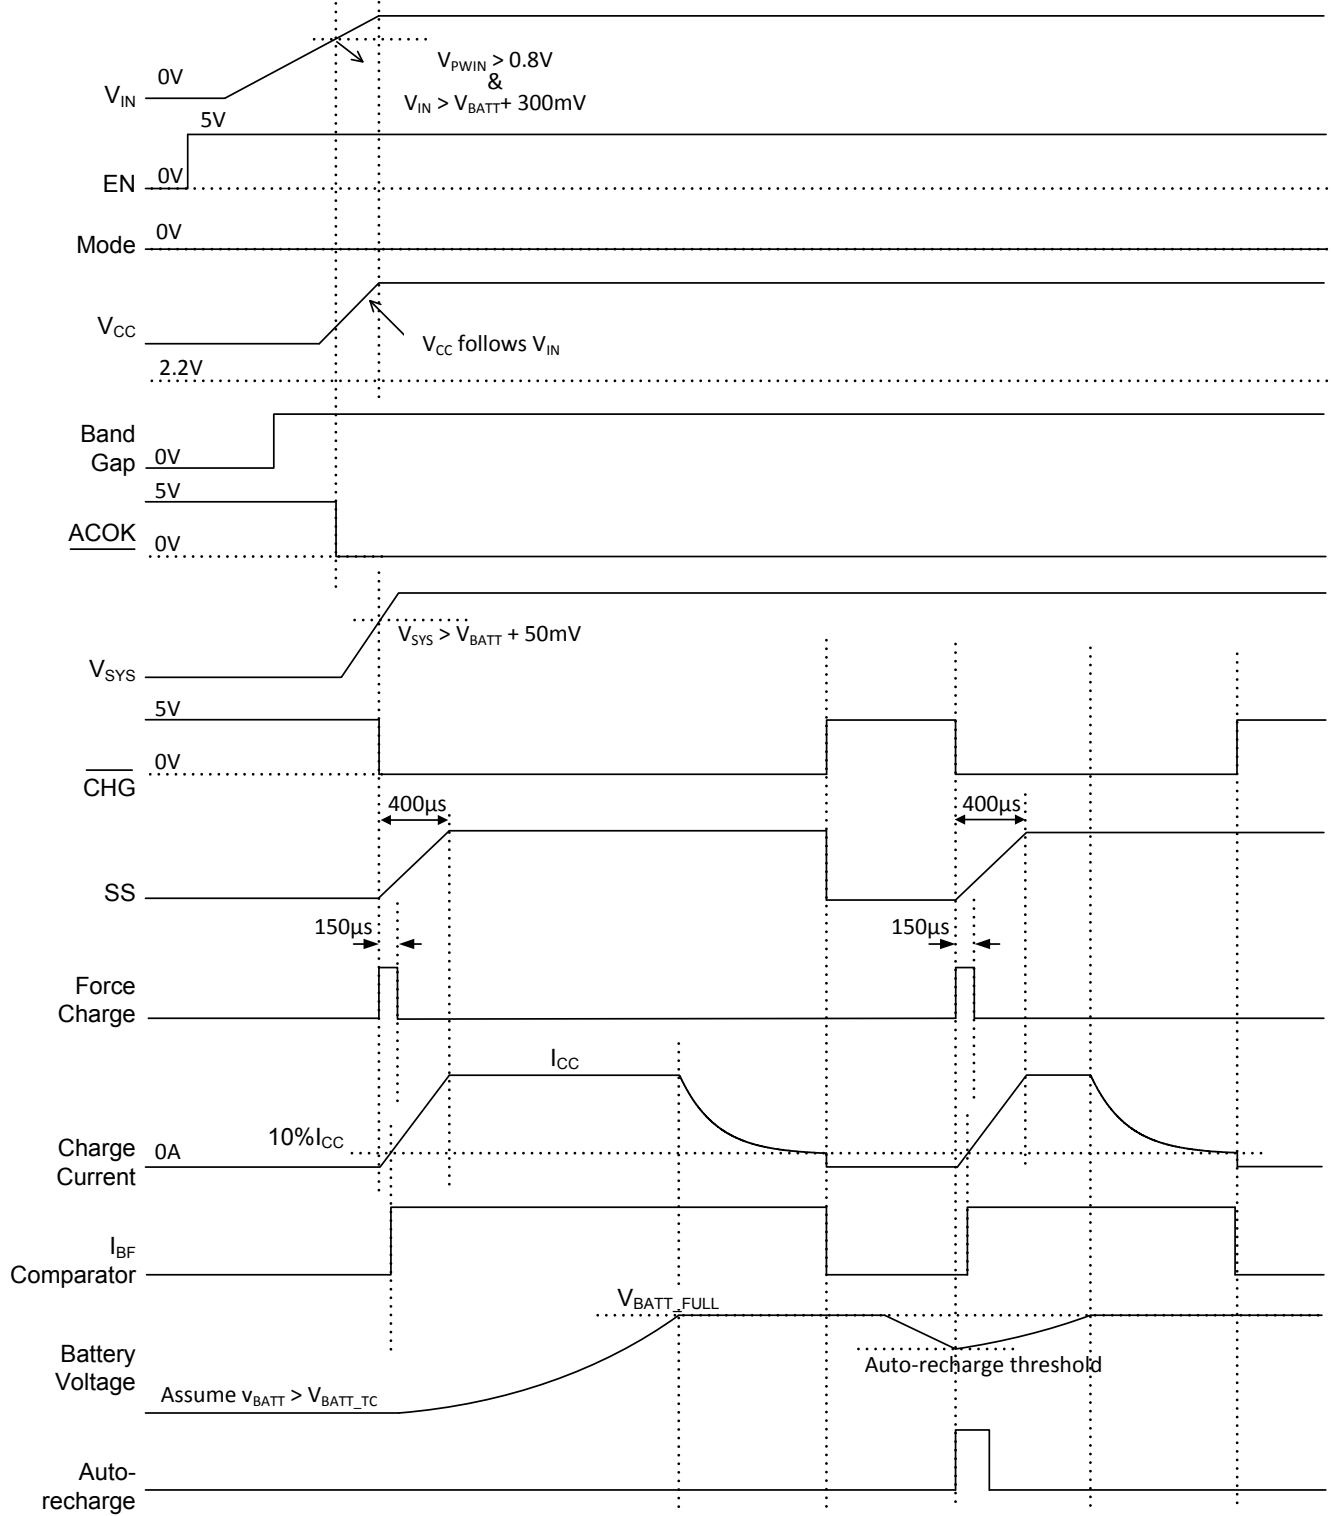 0V
V_IN
V_PWIN > 0.8V
&
V_IN > V_BATT + 300mV
5V
EN
0V
Mode
0V
V_CC
V_CC follows V_IN
2.2V
Band
Gap
0V
5V
ACOK
0V
V_SYS > V_BATT + 50mV
V_SYS
5V
0V
CHG
400µs
400µs
SS
150µs
150µs
Force
Charge
I_CC
10%I_CC
Charge
Current
0A
I_BF
Comparator
V_BATT_FULL
Battery
Voltage
Auto-recharge threshold
Assume v_BATT > V_BATT_TC
Auto-
recharge